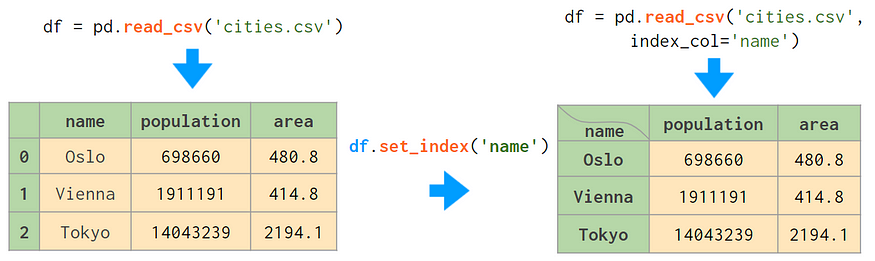 df = pd.read_csv('cities.csv')
name population area
0 Oslo 698660 480.8
1 Vienna 1911191 414.8
2 Tokyo 14043239 2194.1
df.set_index('name')
df = pd.read_csv('cities.csv',
index_col='name')
name population area
Oslo 698660 480.8
Vienna 1911191 414.8
Tokyo 14043239 2194.1